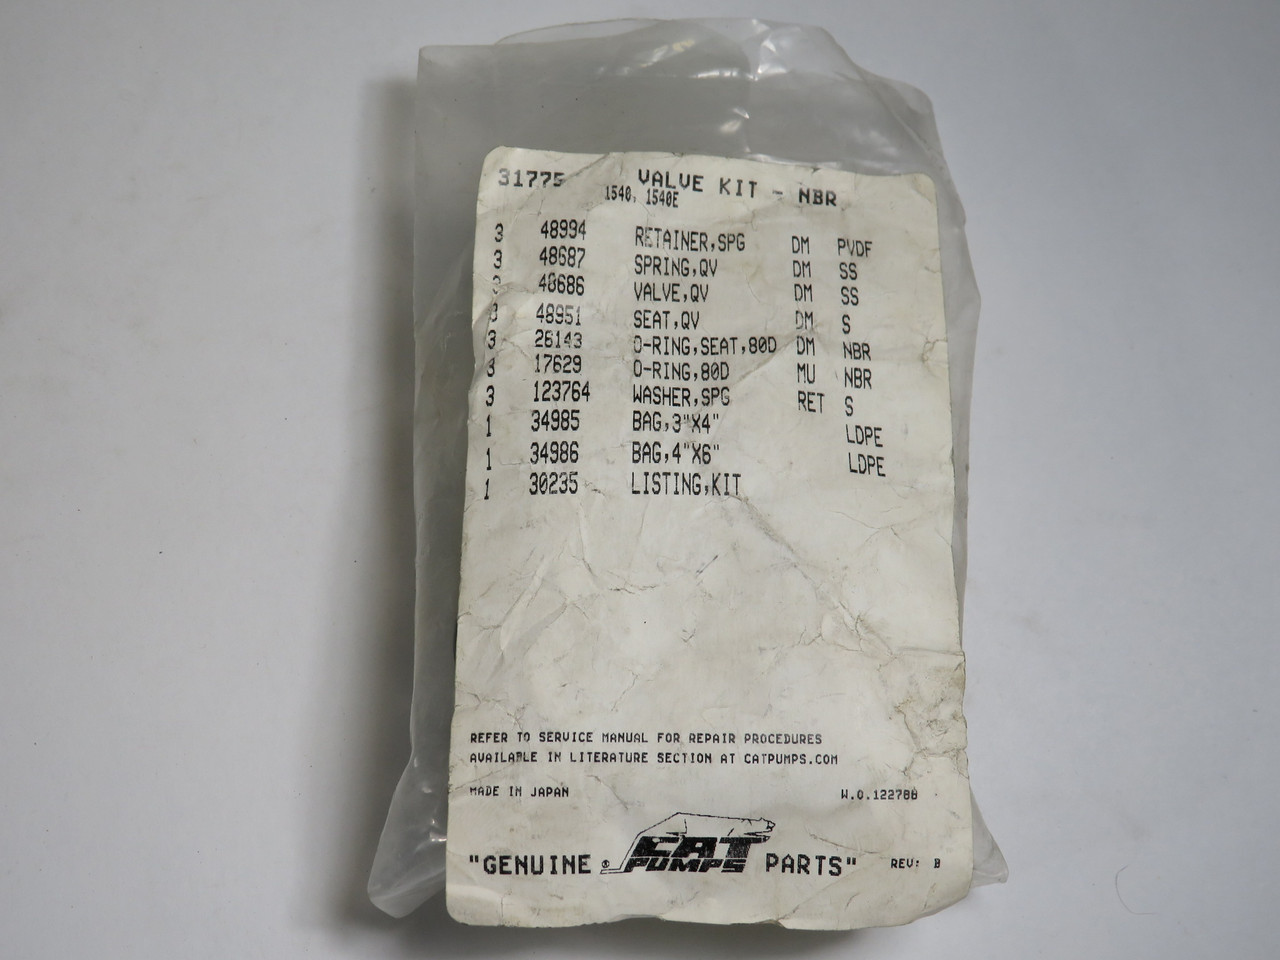 31775 VALVE KIT - NBR
1540, 1540E
3 48994 RETAINER,SPG DM PVDF
3 48687 SPRING,QV DM SS
3 48686 VALVE,QV DM SS
3 48951 SEAT,QV DM S
3 26143 O-RING,SEAT,80D DM NBR
3 17629 O-RING,80D MU NBR
3 123764 WASHER,SPG RET S
1 34985 BAG,3"X4" LDPE
1 34986 BAG,4"X6" LDPE
1 30235 LISTING,KIT
REFER TO SERVICE MANUAL FOR REPAIR PROCEDURES
AVAILABLE IN LITERATURE SECTION AT CATPUMPS.COM
MADE IN JAPAN W.O.122788
"GENUINE ® CAT PUMPS PARTS" REV: B